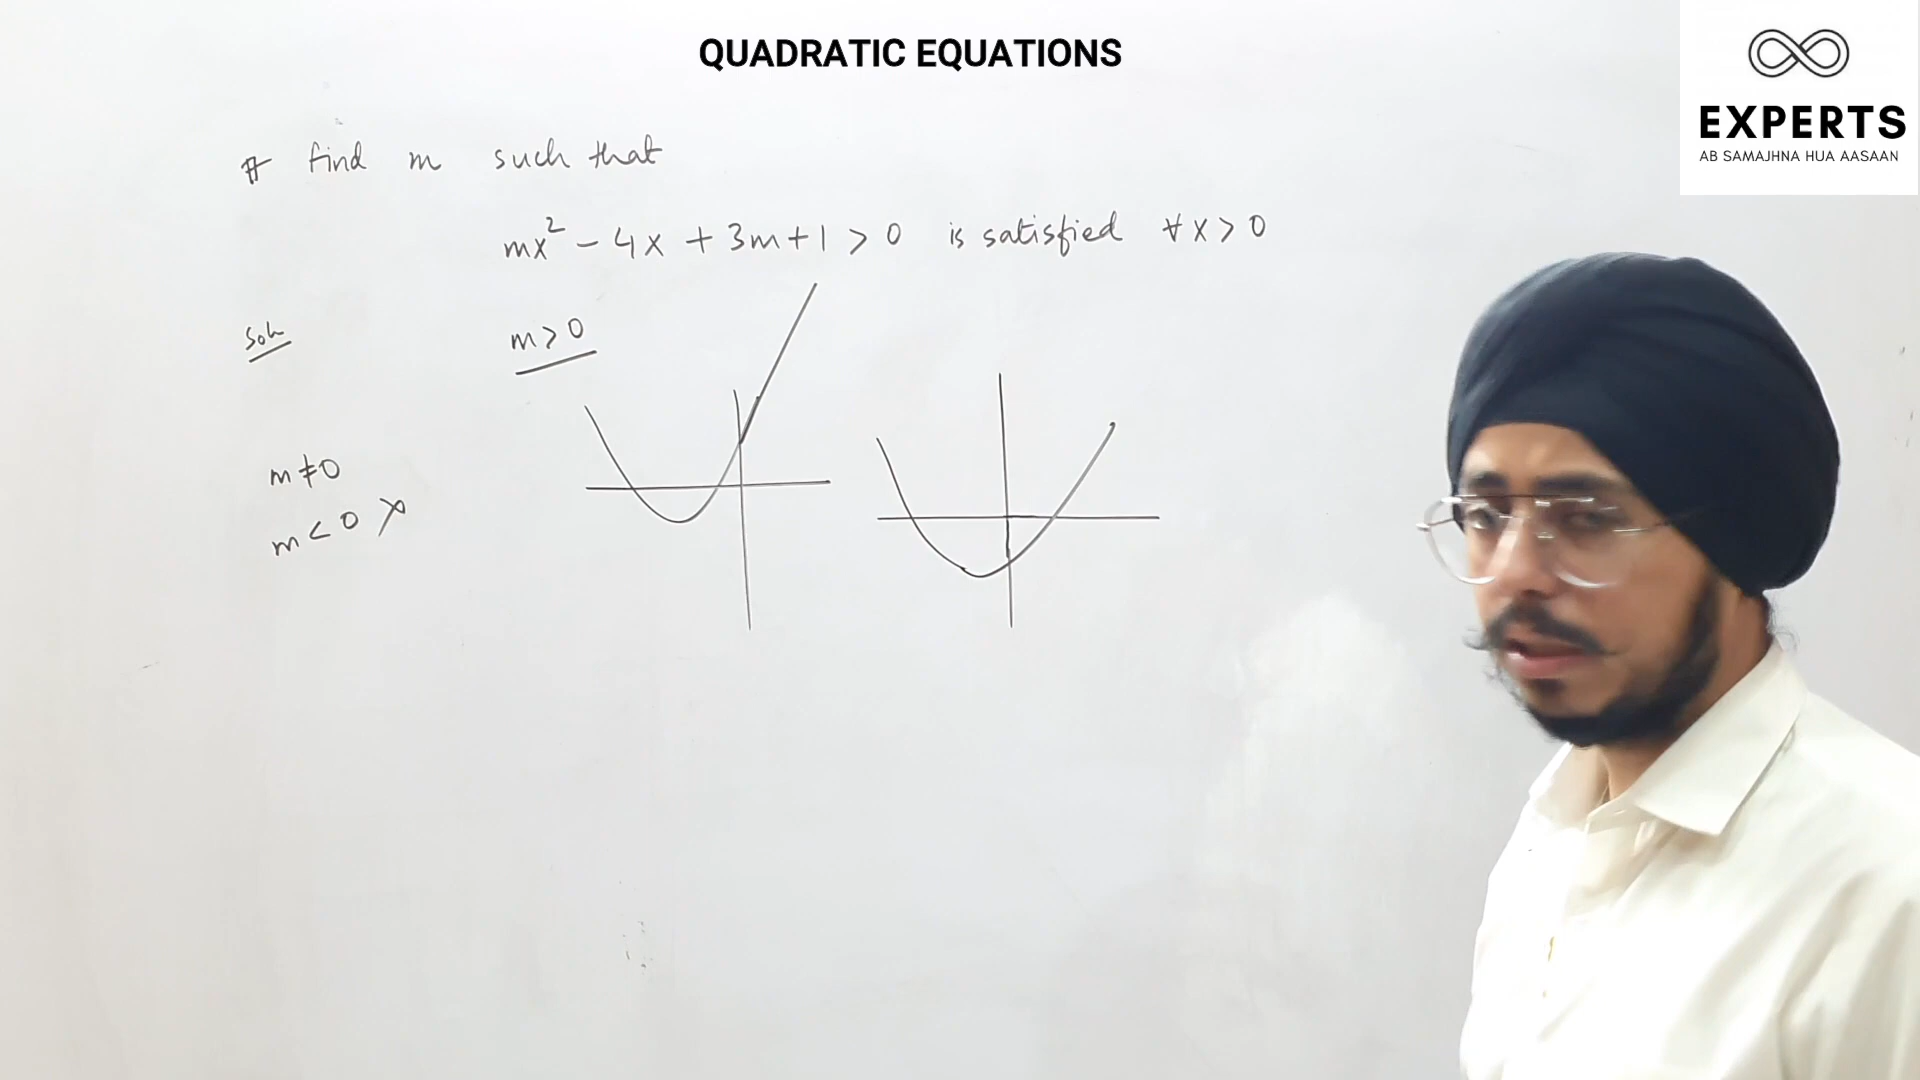 QUADRATIC EQUATIONS
EXPERTS
AB SAMAJHNA HUA AASAAN
# find m such that
mx² - 4x + 3m + 1 > 0 is satisfied ∀ x > 0
Soln
m > 0
m ≠ 0
m < 0 ×